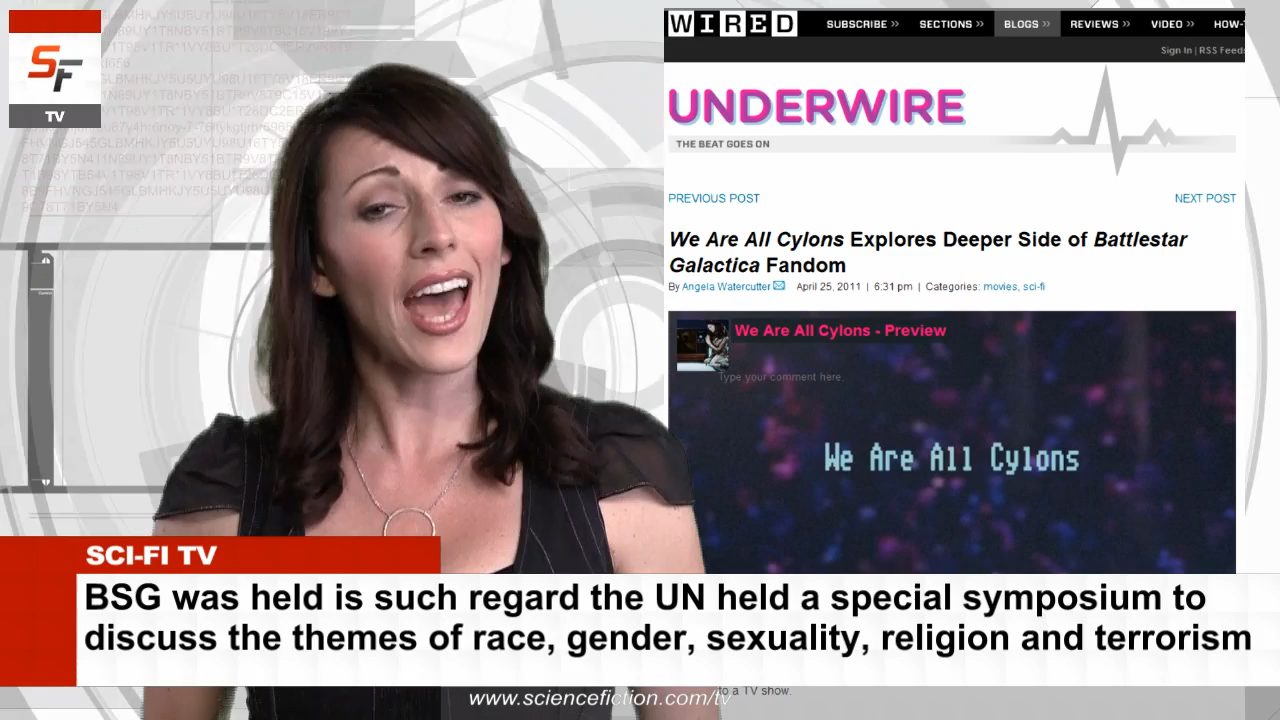 SF
TV
WIRED
SUBSCRIBE >> SECTIONS >> BLOGS >> REVIEWS >> VIDEO >> HOW-
Sign In | RSS Feeds
UNDERWIRE
THE BEAT GOES ON
PREVIOUS POST NEXT POST
We Are All Cylons Explores Deeper Side of Battlestar
Galactica Fandom
By Angela Watercutter April 25, 2011 | 6:31 pm | Categories: movies, sci-fi
We Are All Cylons - Preview
Type your comment here.
We Are All Cylons
SCI-FI TV
BSG was held is such regard the UN held a special symposium to
discuss the themes of race, gender, sexuality, religion and terrorism
to a TV show.
www.sciencefiction.com/tv